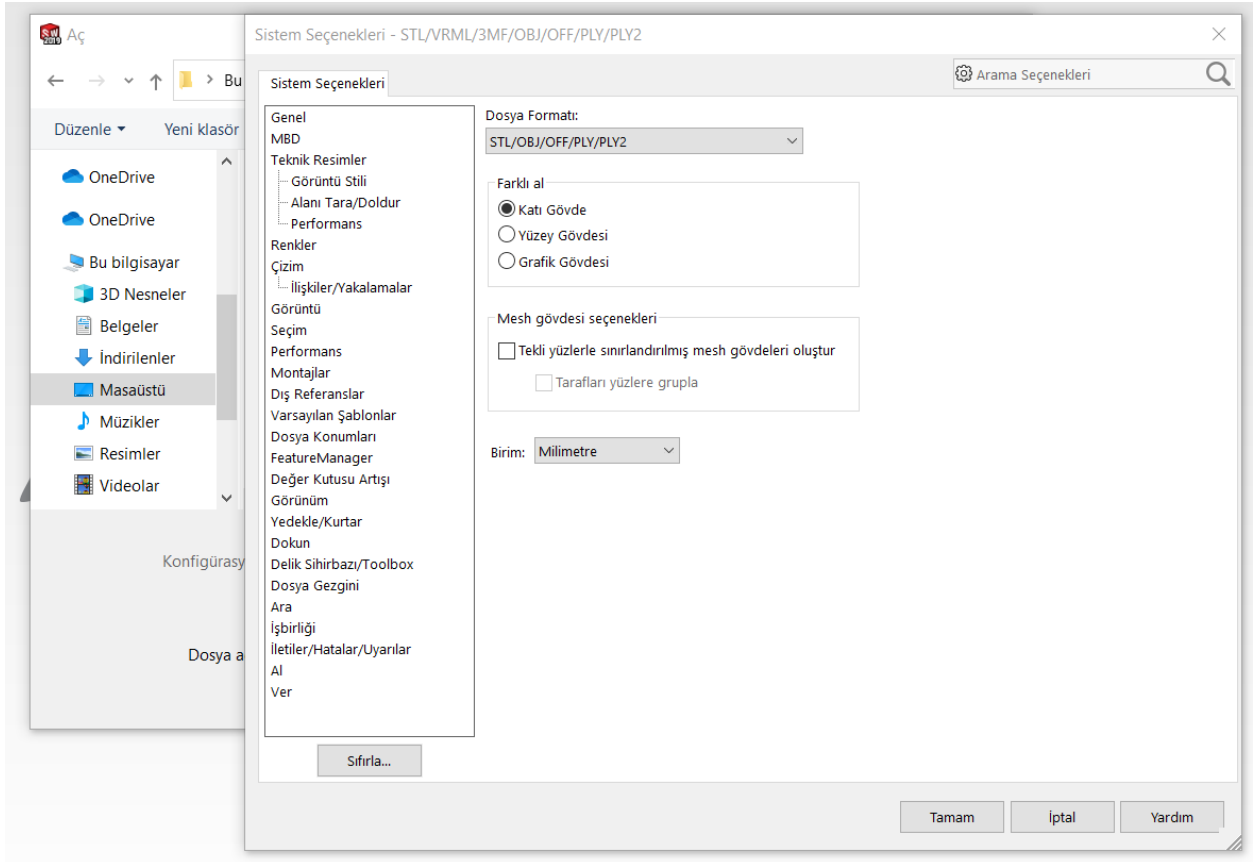 SW
2019
Aç
Bu
Düzenle
Yeni klasör
OneDrive
OneDrive
Bu bilgisayar
3D Nesneler
Belgeler
İndirilenler
Masaüstü
Müzikler
Resimler
Videolar
Konfigürasy
Dosya a
Sistem Seçenekleri - STL/VRML/3MF/OBJ/OFF/PLY/PLY2
Sistem Seçenekleri
Arama Seçenekleri
Genel
MBD
Teknik Resimler
Görüntü Stili
Alanı Tara/Doldur
Performans
Renkler
Çizim
İlişkiler/Yakalamalar
Görüntü
Seçim
Performans
Montajlar
Dış Referanslar
Varsayılan Şablonlar
Dosya Konumları
FeatureManager
Değer Kutusu Artışı
Görünüm
Yedekle/Kurtar
Dokun
Delik Sihirbazı/Toolbox
Dosya Gezgini
Ara
İşbirliği
İletiler/Hatalar/Uyarılar
Al
Ver
Sıfırla...
Dosya Formatı:
STL/OBJ/OFF/PLY/PLY2
Farklı al
Katı Gövde
Yüzey Gövdesi
Grafik Gövdesi
Mesh gövdesi seçenekleri
Tekli yüzlerle sınırlandırılmış mesh gövdeleri oluştur
Tarafları yüzlere grupla
Birim: Milimetre
Tamam
İptal
Yardım